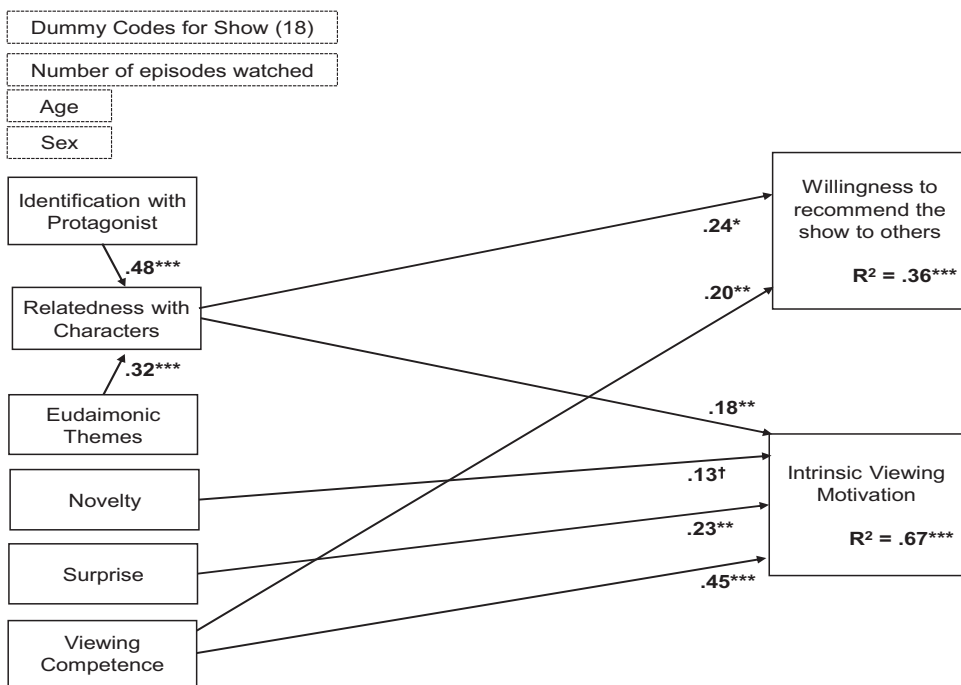 Dummy Codes for Show (18)
Number of episodes watched
Age
Sex
Identification with
Protagonist
.48***
Relatedness with
Characters
.32***
Eudaimonic
Themes
Novelty
Surprise
Viewing
Competence
.24*
.20**
.18**
.13†
.23**
.45***
Willingness to
recommend the
show to others
R² = .36***
Intrinsic Viewing
Motivation
R² = .67***